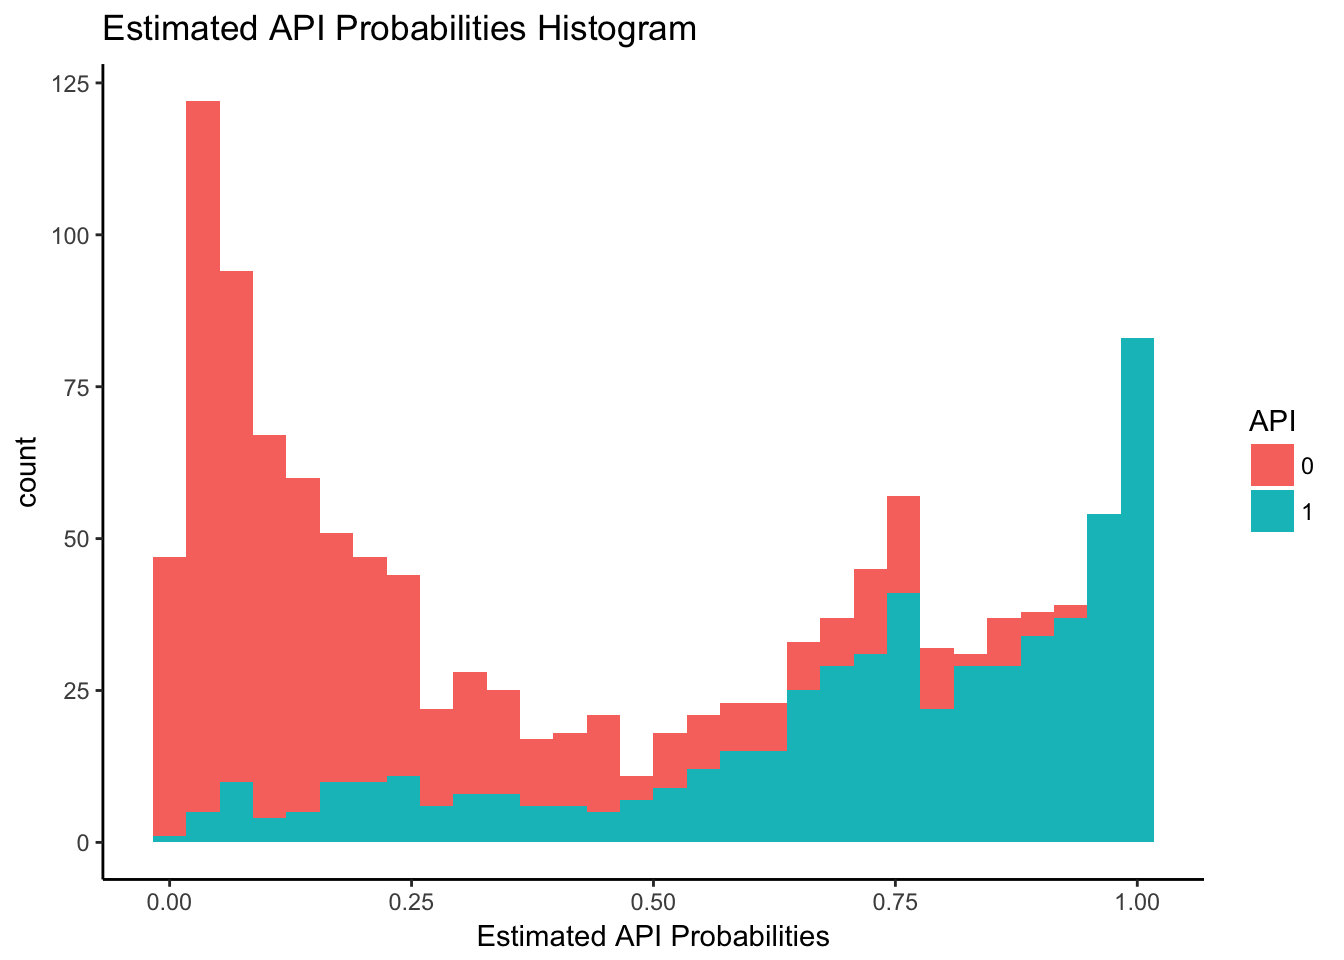 Estimated API Probabilities Histogram
125
100
75
50
25
0
count
0.00 0.25 0.50 0.75 1.00
Estimated API Probabilities
API
0
1